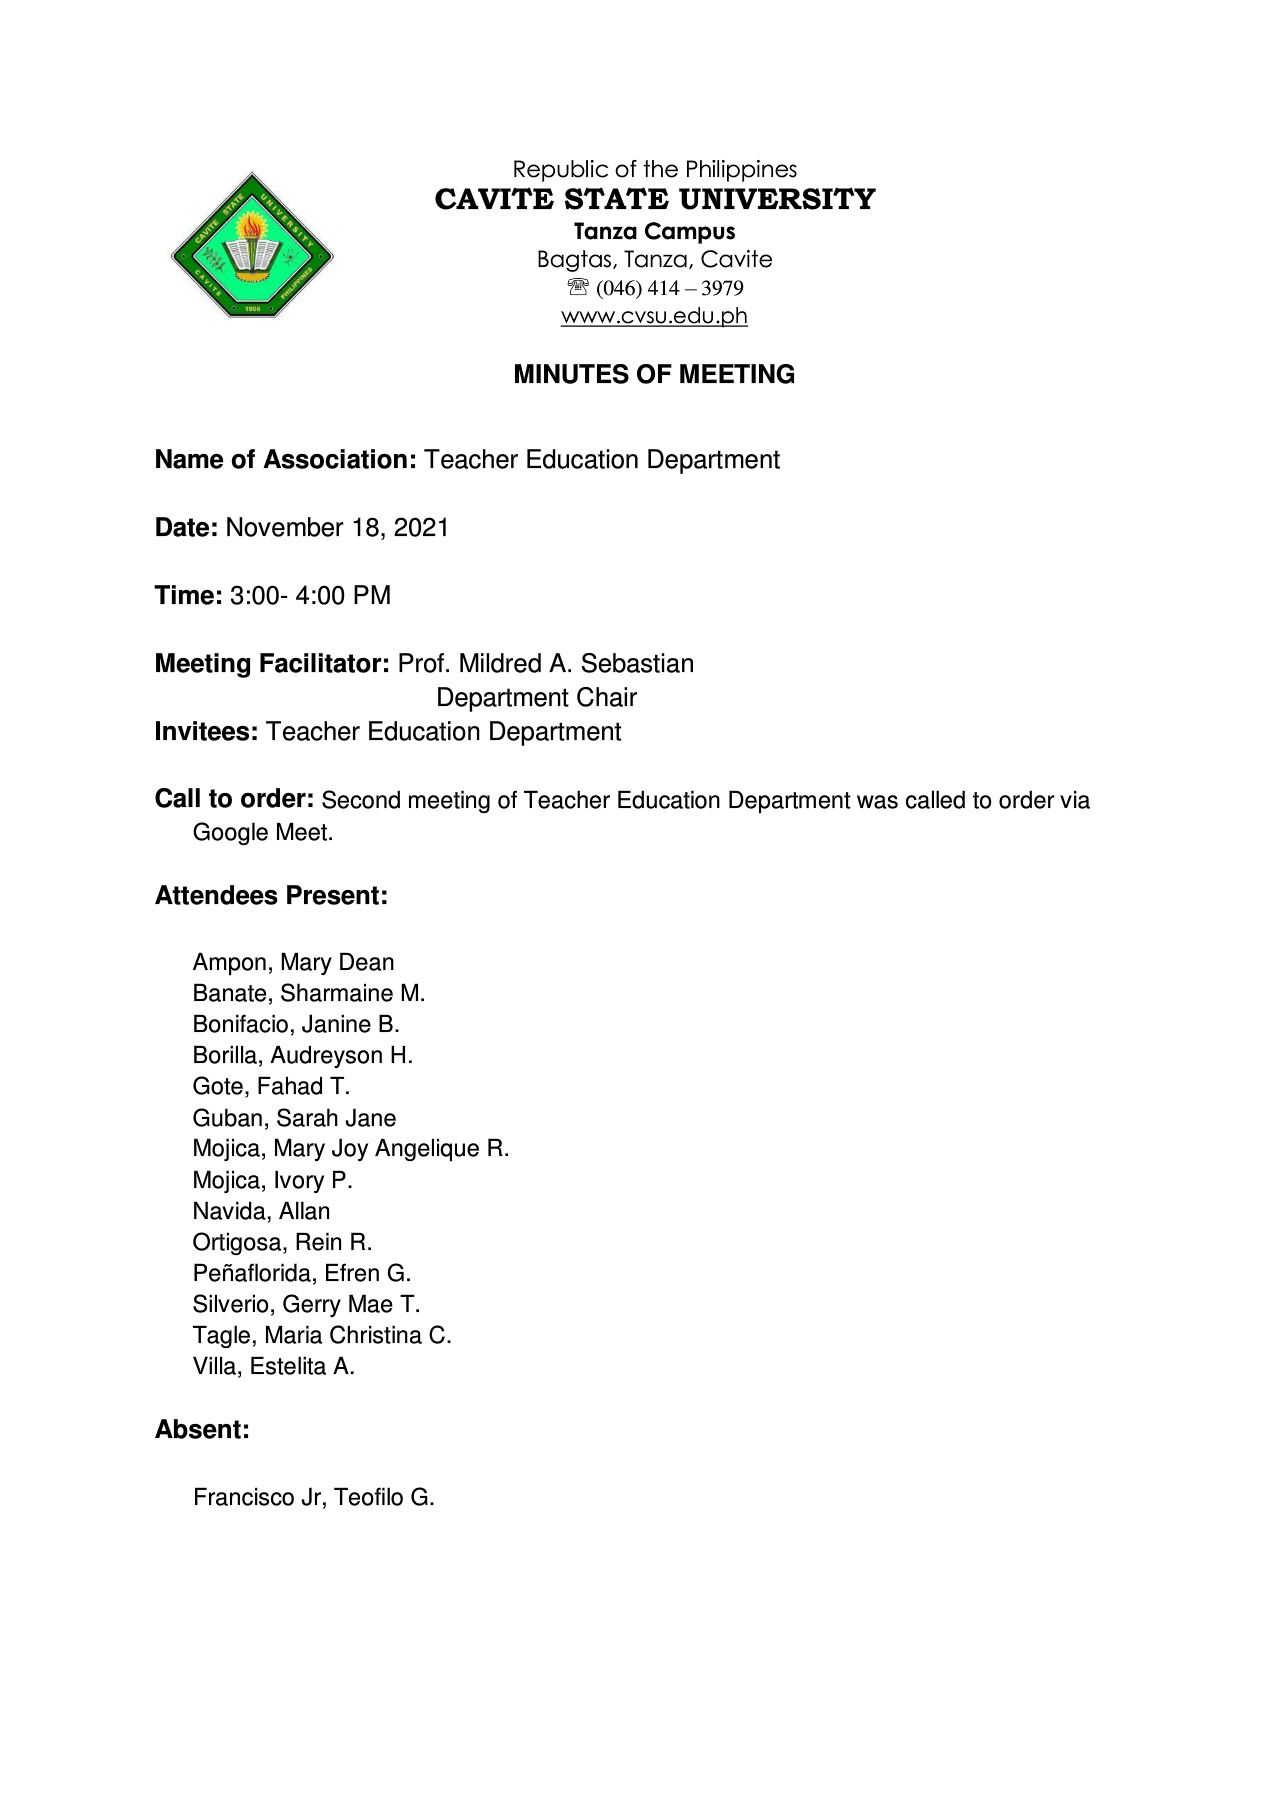 CAVITE STATE UNIVERSITY
CAVITE PHILIPPINES
1906
Republic of the Philippines
CAVITE STATE UNIVERSITY
Tanza Campus
Bagtas, Tanza, Cavite
☏ (046) 414 – 3979
www.cvsu.edu.ph
MINUTES OF MEETING
Name of Association: Teacher Education Department
Date: November 18, 2021
Time: 3:00- 4:00 PM
Meeting Facilitator: Prof. Mildred A. Sebastian
Department Chair
Invitees: Teacher Education Department
Call to order: Second meeting of Teacher Education Department was called to order via
Google Meet.
Attendees Present:
Ampon, Mary Dean
Banate, Sharmaine M.
Bonifacio, Janine B.
Borilla, Audreyson H.
Gote, Fahad T.
Guban, Sarah Jane
Mojica, Mary Joy Angelique R.
Mojica, Ivory P.
Navida, Allan
Ortigosa, Rein R.
Peñaflorida, Efren G.
Silverio, Gerry Mae T.
Tagle, Maria Christina C.
Villa, Estelita A.
Absent:
Francisco Jr, Teofilo G.